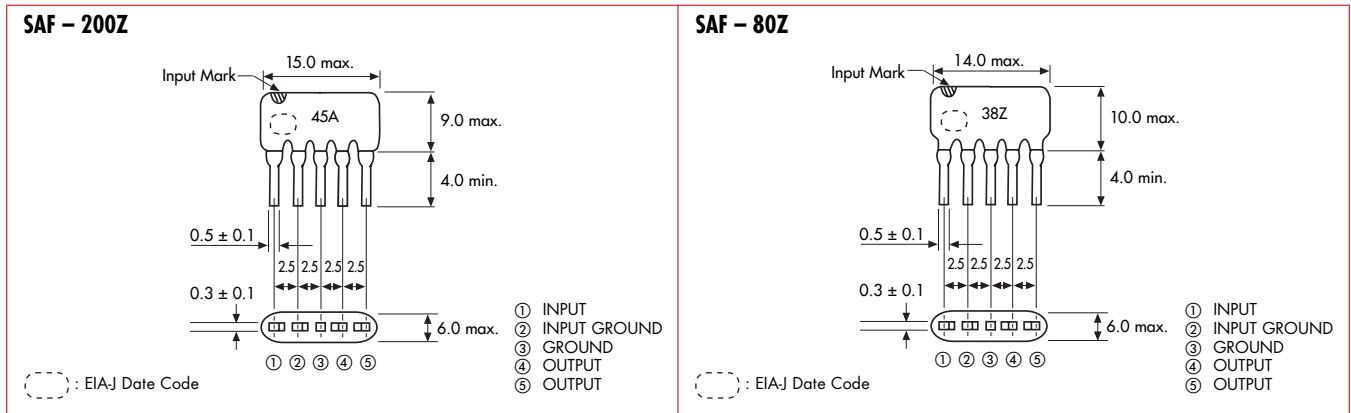 SAF – 200Z
Input Mark
15.0 max.
45A
9.0 max.
4.0 min.
0.5 ± 0.1
2.5 2.5 2.5 2.5
0.3 ± 0.1
6.0 max.
① ② ③ ④ ⑤
① INPUT
② INPUT GROUND
③ GROUND
④ OUTPUT
⑤ OUTPUT
: EIA-J Date Code
SAF – 80Z
Input Mark
14.0 max.
38Z
10.0 max.
4.0 min.
0.5 ± 0.1
2.5 2.5 2.5 2.5
0.3 ± 0.1
6.0 max.
① ② ③ ④ ⑤
① INPUT
② INPUT GROUND
③ GROUND
④ OUTPUT
⑤ OUTPUT
: EIA-J Date Code